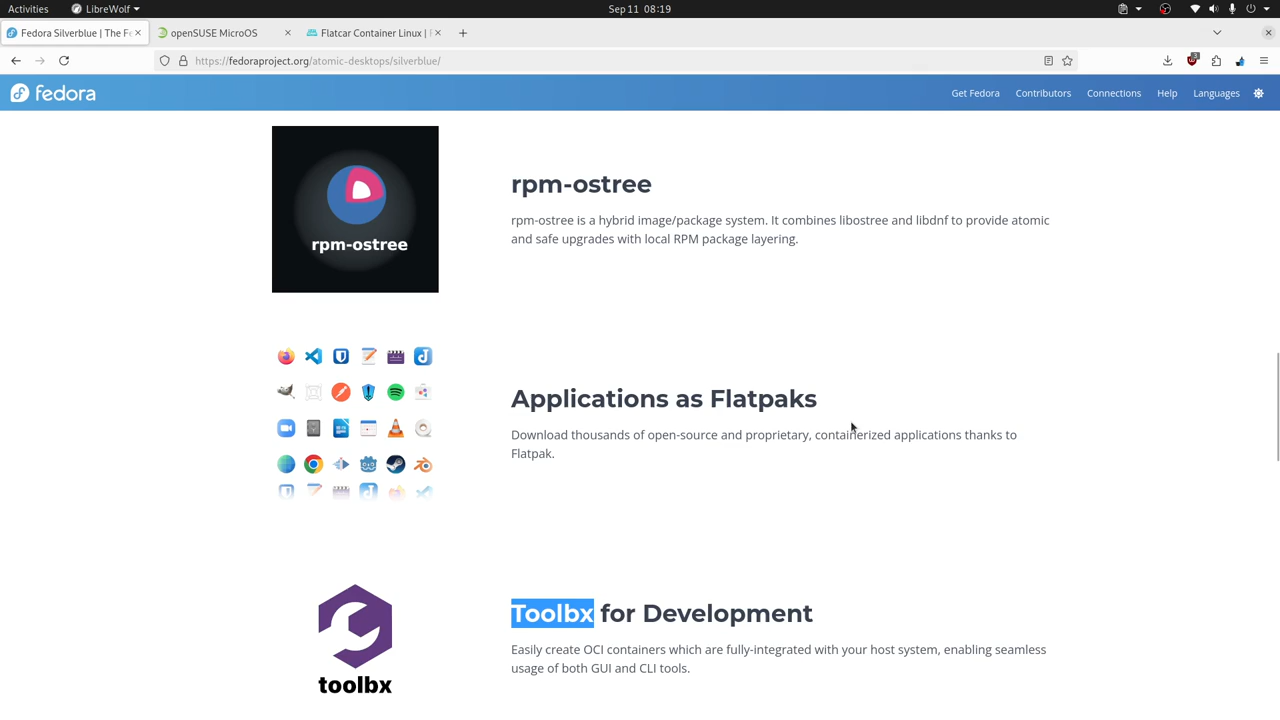 Activities
LibreWolf
Sep 11 08:19
Fedora Silverblue | The Fe
openSUSE MicroOS
Flatcar Container Linux |
https://fedoraproject.org/atomic-desktops/silverblue/
3
fedora
Get Fedora
Contributors
Connections
Help
Languages
rpm-ostree
rpm-ostree
rpm-ostree is a hybrid image/package system. It combines libostree and libdnf to provide atomic
and safe upgrades with local RPM package layering.
Applications as Flatpaks
Download thousands of open-source and proprietary, containerized applications thanks to
Flatpak.
toolbx
Toolbx for Development
Easily create OCI containers which are fully-integrated with your host system, enabling seamless
usage of both GUI and CLI tools.